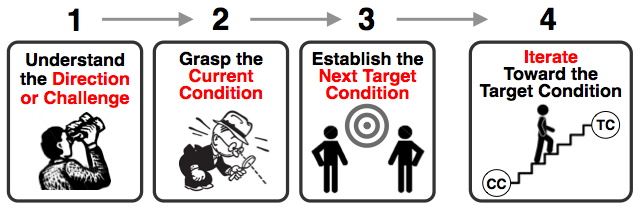 1
2
3
4
Understand
the Direction
or Challenge
Grasp the
Current
Condition
Establish the
Next Target
Condition
Iterate
Toward the
Target Condition
TC
CC